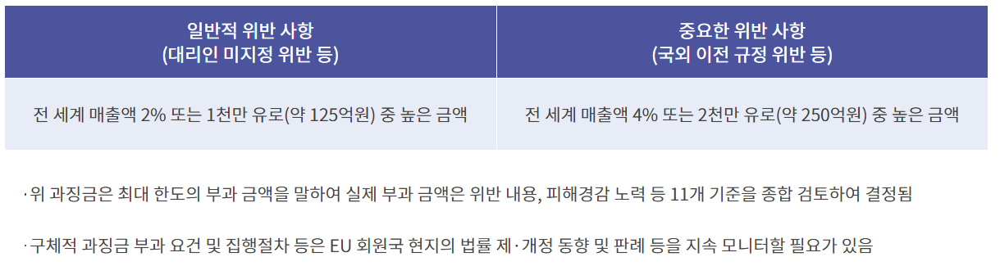 일반적 위반 사항
(대리인 미지정 위반 등)
중요한 위반 사항
(국외 이전 규정 위반 등)
전 세계 매출액 2% 또는 1천만 유로(약 125억원) 중 높은 금액
전 세계 매출액 4% 또는 2천만 유로(약 250억원) 중 높은 금액
·위 과징금은 최대 한도의 부과 금액을 말하여 실제 부과 금액은 위반 내용, 피해경감 노력 등 11개 기준을 종합 검토하여 결정됨
·구체적 과징금 부과 요건 및 집행절차 등은 EU 회원국 현지의 법률 제·개정 동향 및 판례 등을 지속 모니터할 필요가 있음